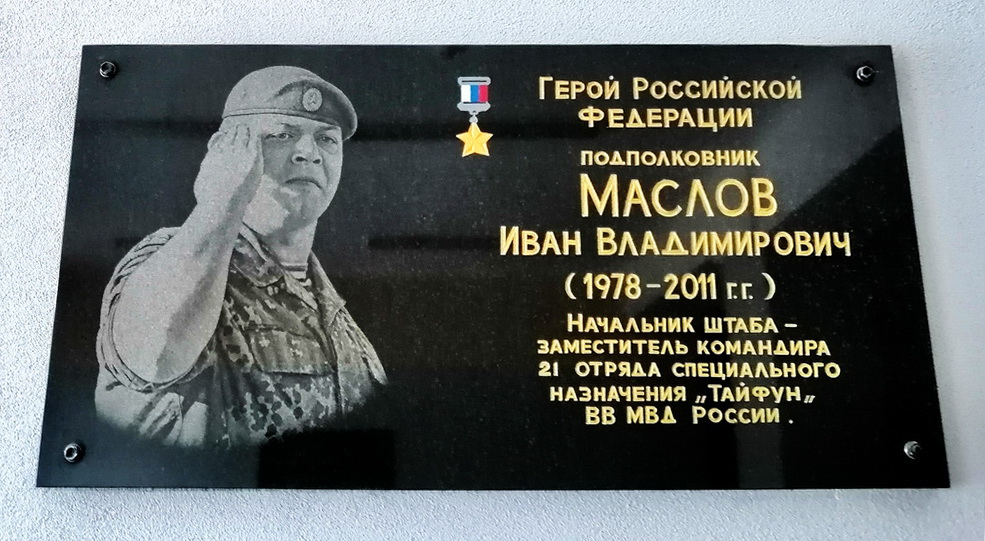 Герой Российской
Федерации
подполковник
Маслов
Иван Владимирович
(1978-2011 г.г.)
Начальник штаба –
заместитель командира
21 отряда специального
назначения „Тайфун„
ВВ МВД России .